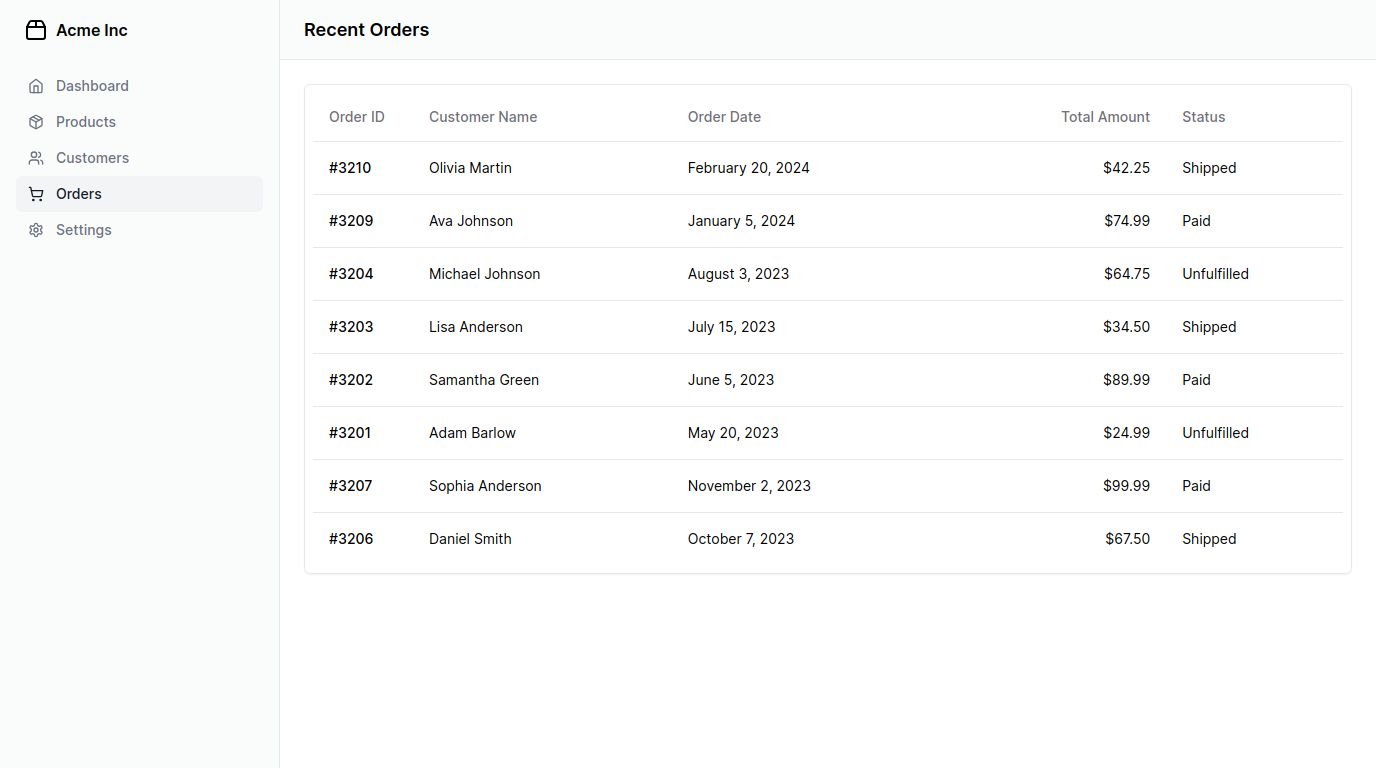 Acme Inc
Dashboard
Products
Customers
Orders
Settings
Recent Orders
Order ID Customer Name Order Date Total Amount Status
#3210 Olivia Martin February 20, 2024 $42.25 Shipped
#3209 Ava Johnson January 5, 2024 $74.99 Paid
#3204 Michael Johnson August 3, 2023 $64.75 Unfulfilled
#3203 Lisa Anderson July 15, 2023 $34.50 Shipped
#3202 Samantha Green June 5, 2023 $89.99 Paid
#3201 Adam Barlow May 20, 2023 $24.99 Unfulfilled
#3207 Sophia Anderson November 2, 2023 $99.99 Paid
#3206 Daniel Smith October 7, 2023 $67.50 Shipped